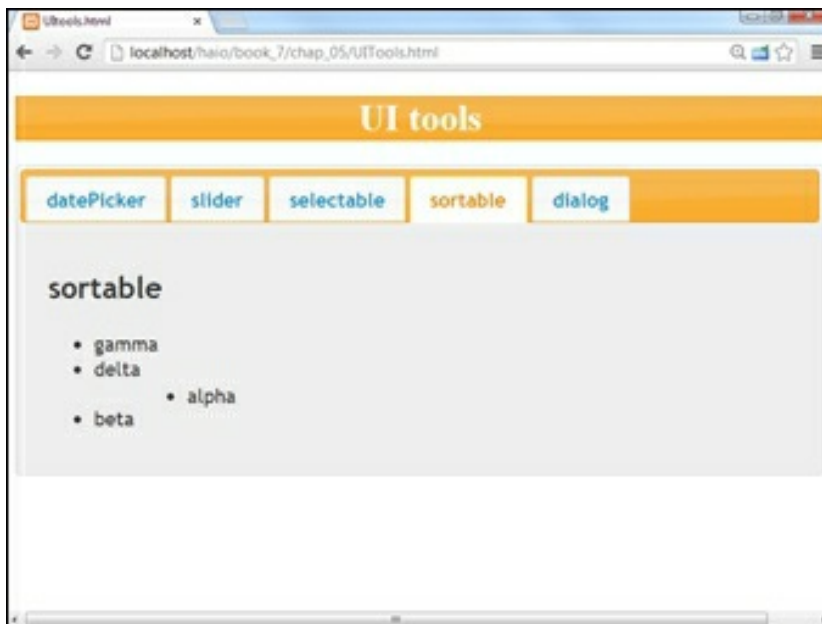 UItools.html
localhost/haio/book_7/chap_05/UITools.html
UI tools
datePicker slider selectable sortable dialog
sortable
• gamma
• delta
• alpha
• beta